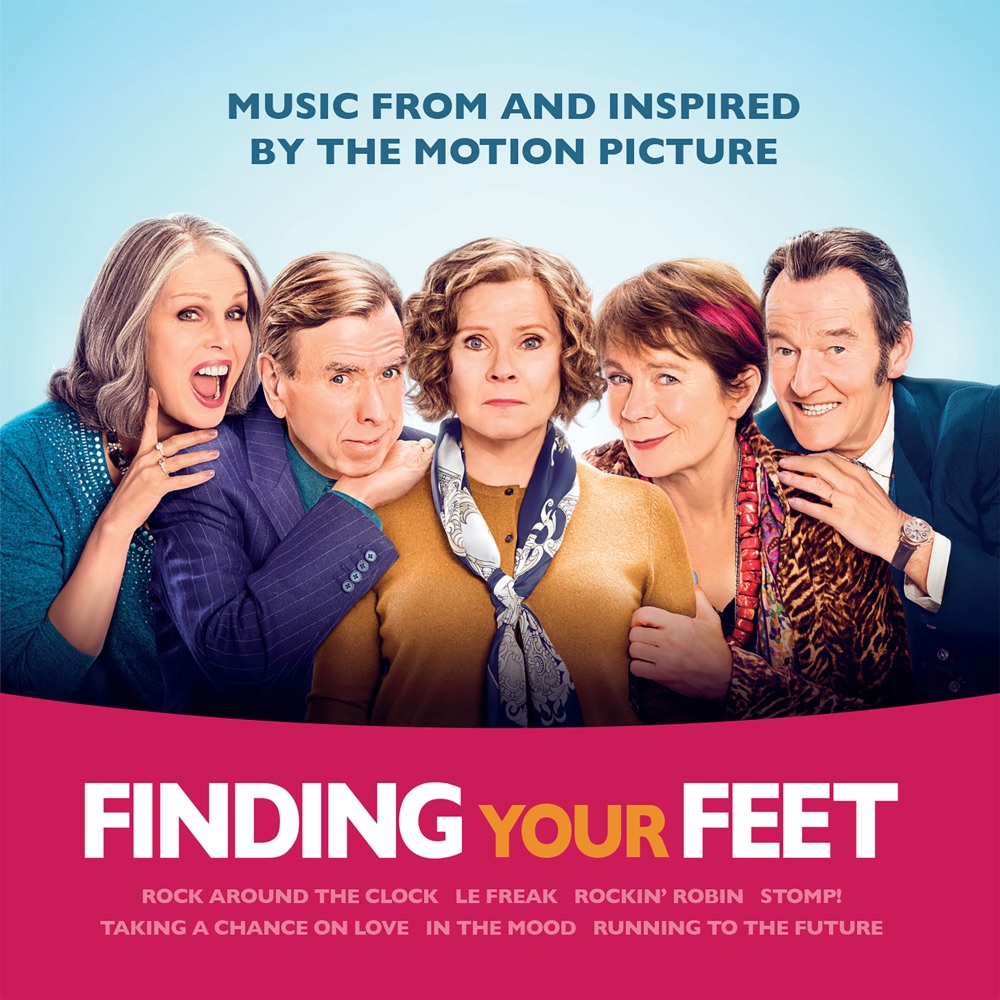 MUSIC FROM AND INSPIRED
BY THE MOTION PICTURE
FINDING YOUR FEET
ROCK AROUND THE CLOCK LE FREAK ROCKIN’ ROBIN STOMP!
TAKING A CHANCE ON LOVE IN THE MOOD RUNNING TO THE FUTURE